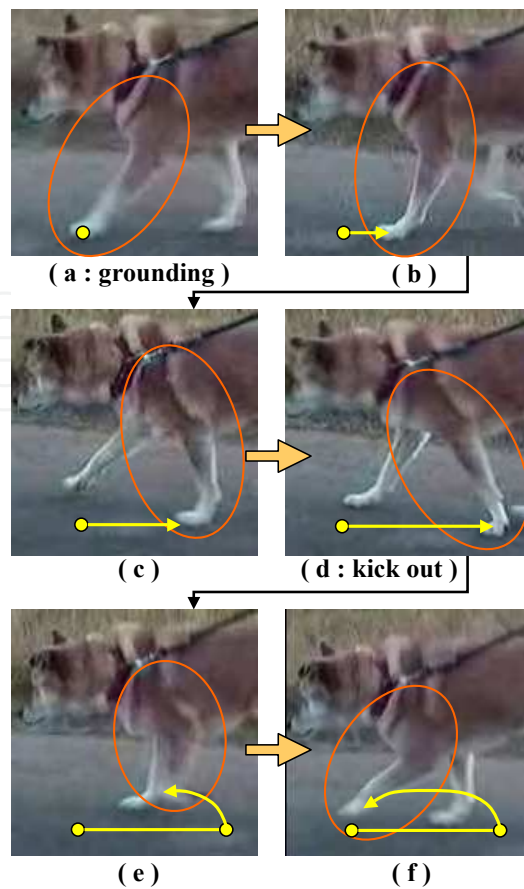 ( a : grounding )
( b )
( c )
( d : kick out )
( e )
( f )